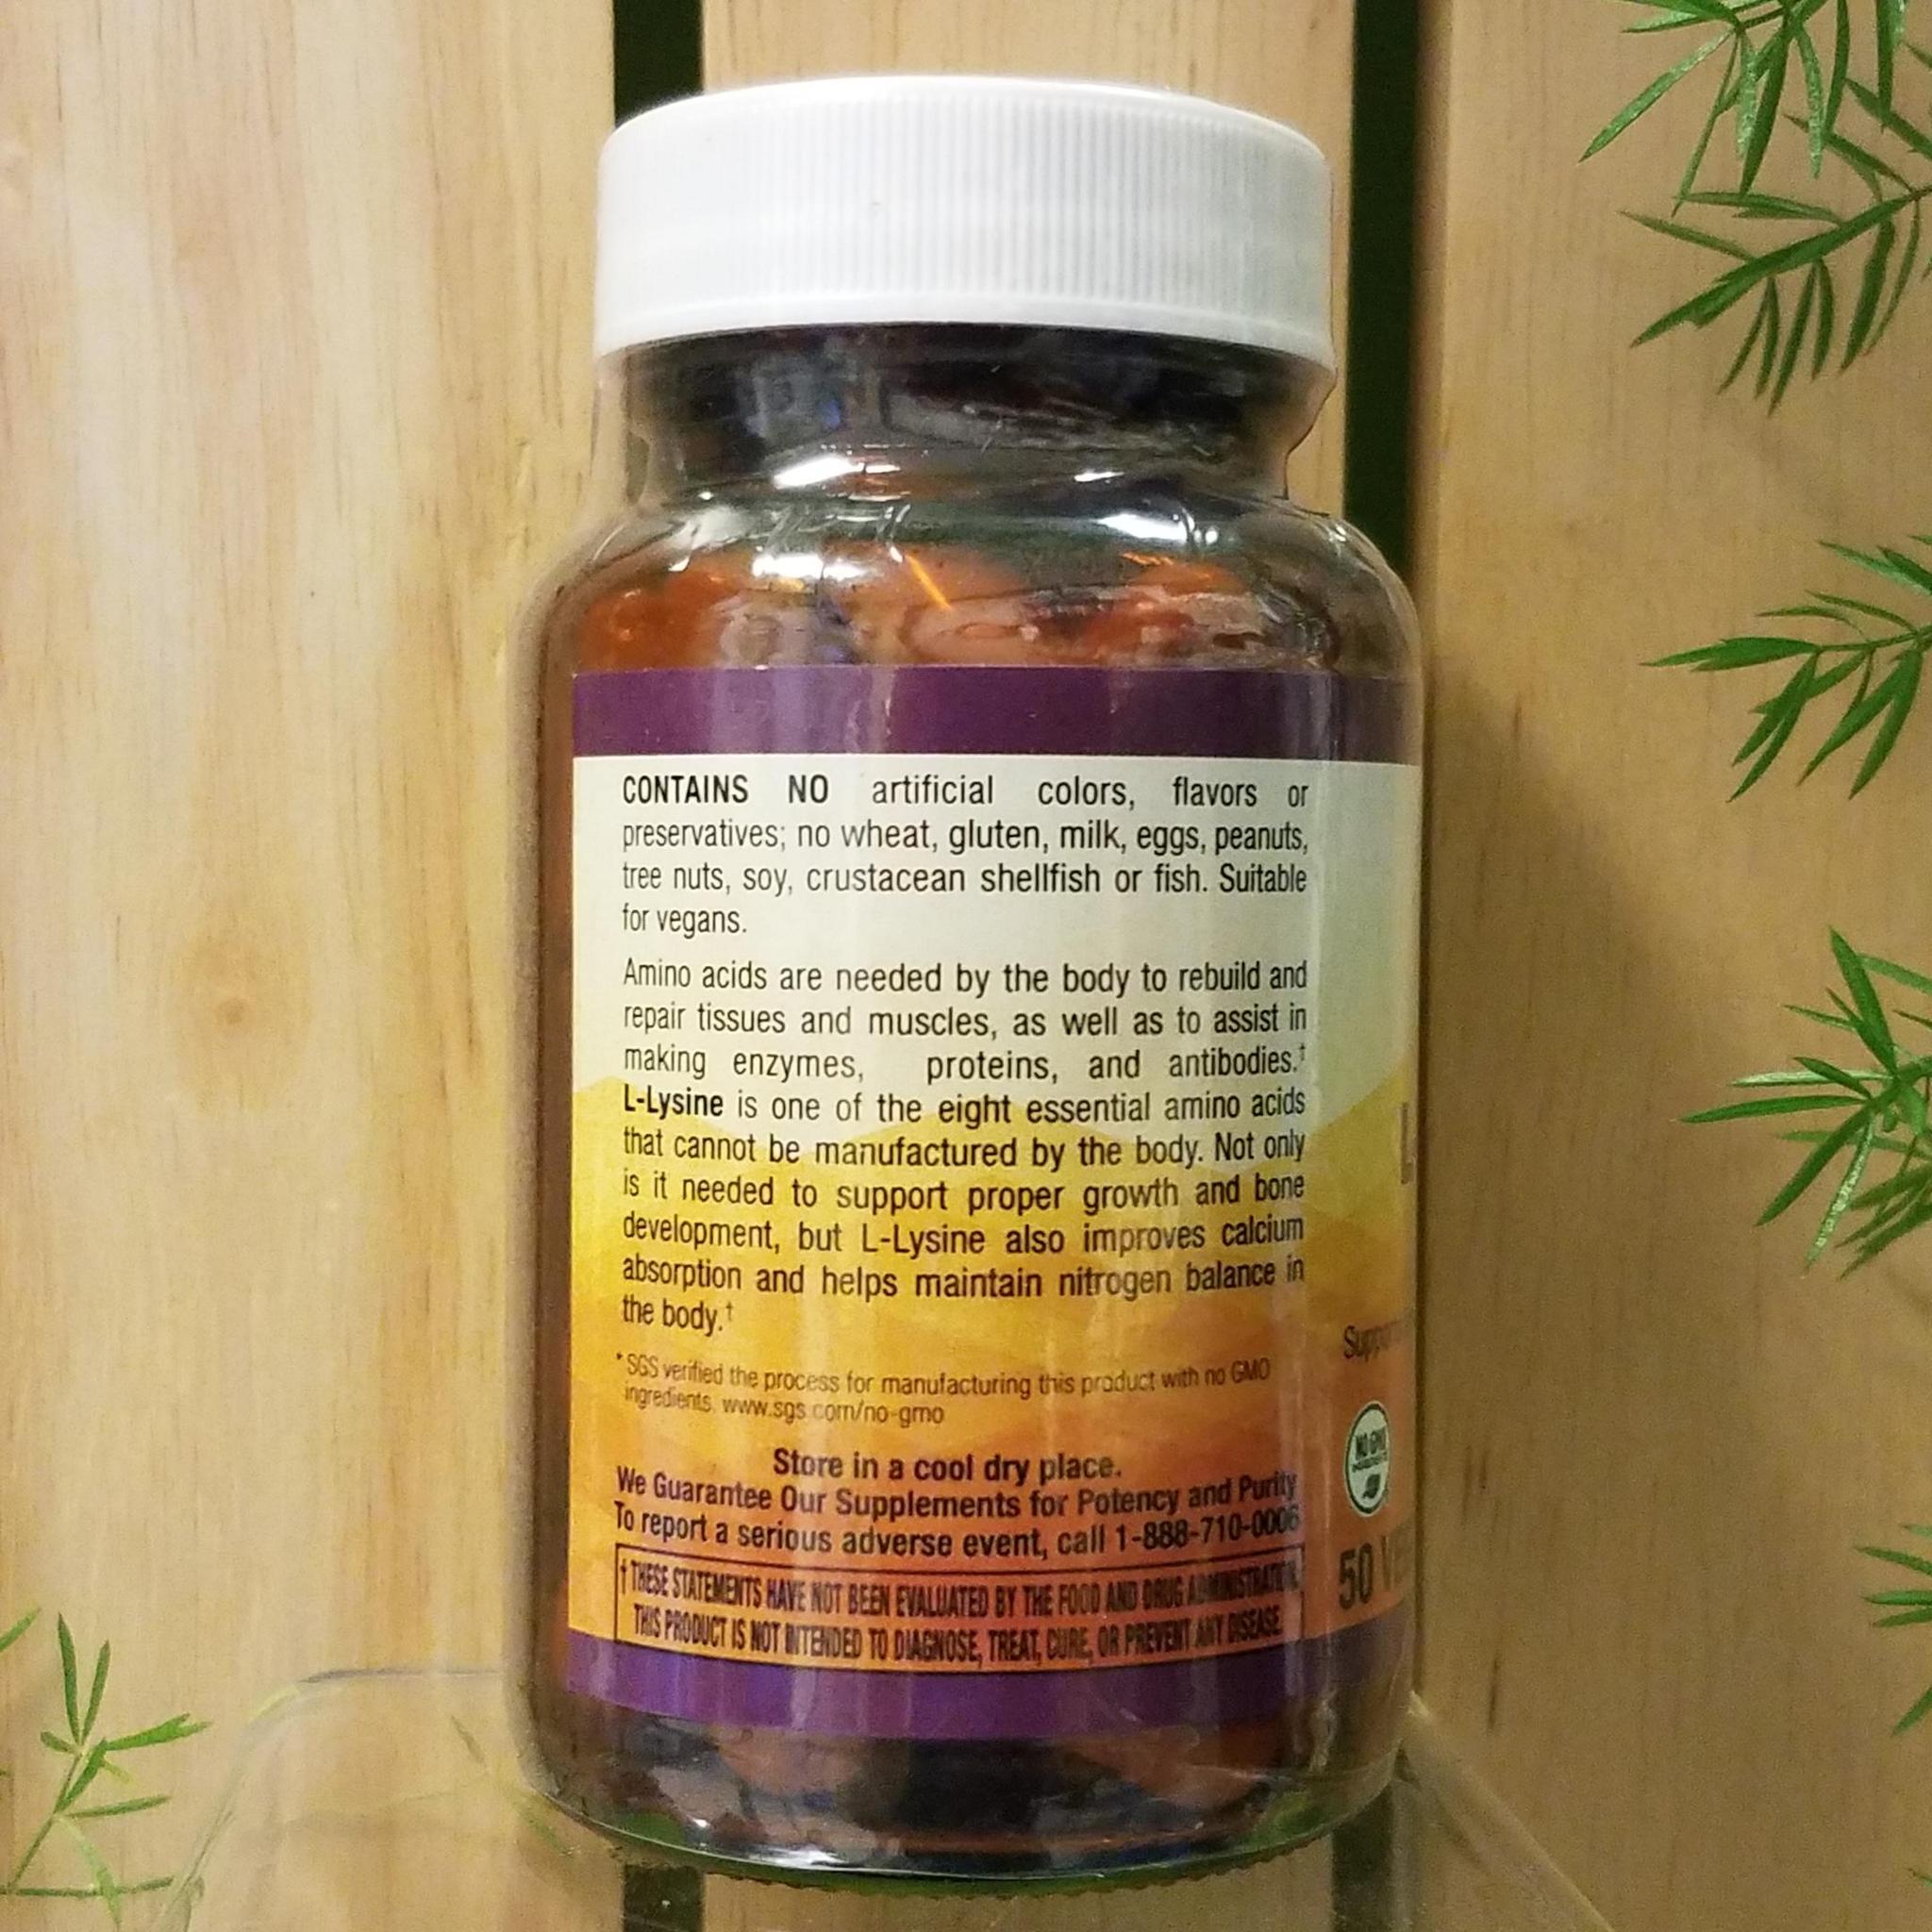 CONTAINS NO artificial colors, flavors or
preservatives; no wheat, gluten, milk, eggs, peanuts,
tree nuts, soy, crustacean shellfish or fish. Suitable
for vegans.
Amino acids are needed by the body to rebuild and
repair tissues and muscles, as well as to assist in
making enzymes, proteins, and antibodies.†
L-Lysine is one of the eight essential amino acids
that cannot be manufactured by the body. Not only
is it needed to support proper growth and bone
development, but L-Lysine also improves calcium
absorption and helps maintain nitrogen balance in
the body.†
* SGS verified the process for manufacturing this product with no GMO
ingredients. www.sgs.com/no-gmo
Store in a cool dry place.
We Guarantee Our Supplements for Potency and Purity
To report a serious adverse event, call 1-888-710-0006
† THESE STATEMENTS HAVE NOT BEEN EVALUATED BY THE FOOD AND DRUG ADMINISTRATION.
THIS PRODUCT IS NOT INTENDED TO DIAGNOSE, TREAT, CURE, OR PREVENT ANY DISEASE.
NO GMO
50